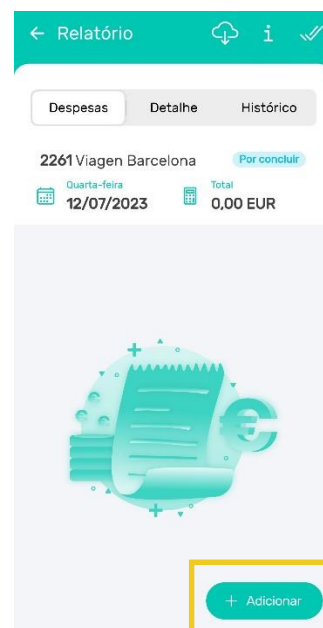 ← Relatório i
Despesas Detalhe Histórico
2261 Viagen Barcelona Por concluir
Quarta-feira Total
12/07/2023 0,00 EUR
+ Adicionar